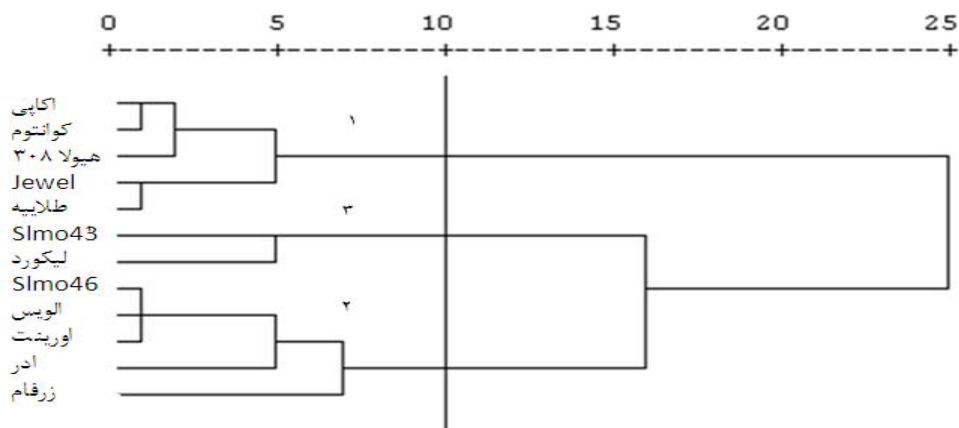 0 5 10 15 20 25
اکاپی
۱
کوانتوم
هیولا ۳۰۸
Jewel
طلاییه
۳
Slmo43
لیکورد
Slmo46
الویس
۲
اورینت
ادر
زرفام